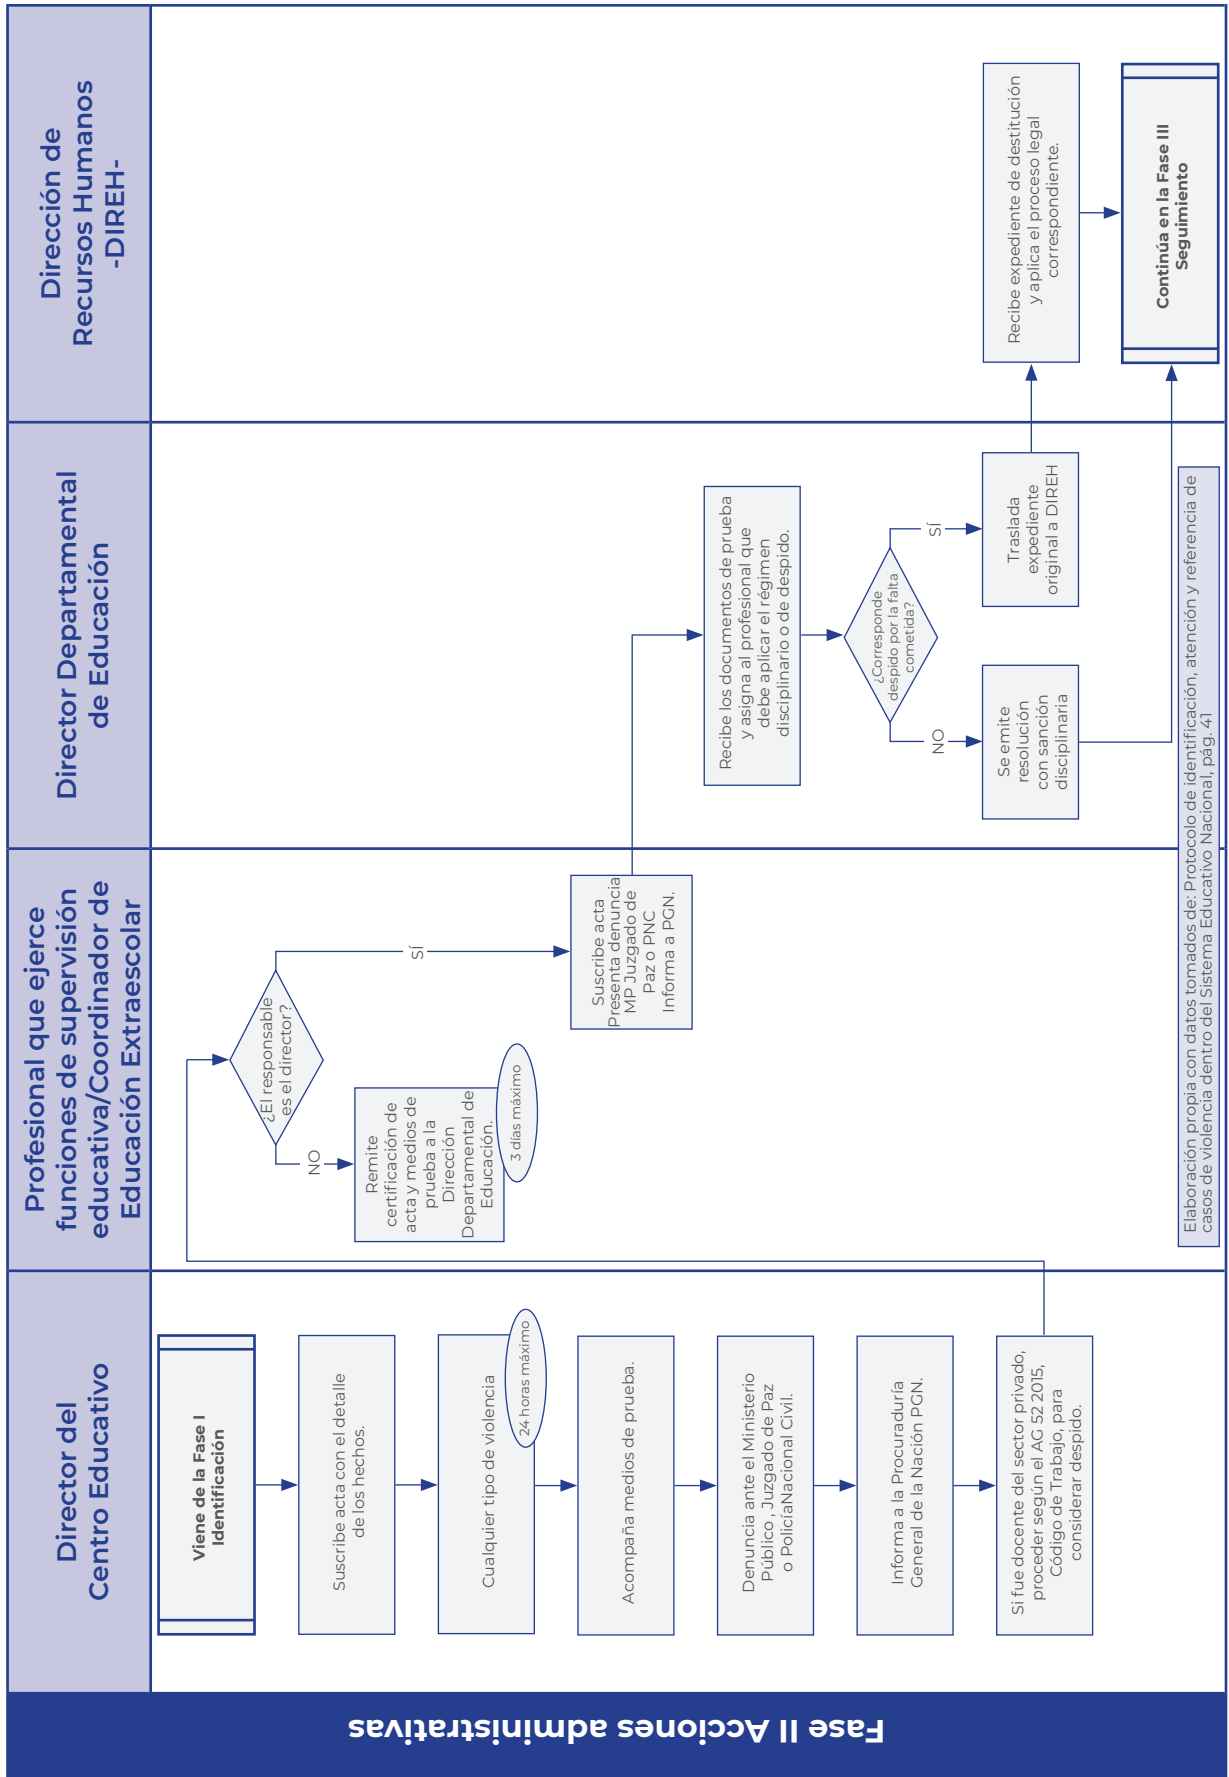 Fase II Acciones administrativas
Director del
Centro Educativo
Viene de la Fase I
Identificación
Suscribe acta con el detalle
de los hechos.
Cualquier tipo de violencia
24 horas máximo
Acompaña medios de prueba.
Denuncia ante el Ministerio
Público , Juzgado de Paz
o PolicíaNacional Civil.
Informa a la Procuraduría
General de la Nación PGN.
Si fue docente del sector privado,
proceder según el AG 52 2015,
Código de Trabajo, para
considerar despido.
Profesional que ejerce
funciones de supervisión
educativa/Coordinador de
Educación Extraescolar
¿El responsable
es el director?
NO
SÍ
Remite
certificación de
acta y medios de
prueba a la
Dirección
Departamental de
Educación.
3 días máximo
Suscribe acta
Presenta denuncia
MP Juzgado de
Paz o PNC
Informa a PGN.
Director Departamental
de Educación
Recibe los documentos de prueba
y asigna al profesional que
debe aplicar el régimen
disciplinario o de despido.
¿Corresponde
despido por la falta
cometida?
NO
SÍ
Se emite
resolución
con sanción
disciplinaria
Traslada
expediente
original a DIREH
Dirección de
Recursos Humanos
-DIREH-
Recibe expediente de destitución
y aplica el proceso legal
correspondiente.
Continúa en la Fase III
Seguimiento
Elaboración propia con datos tomados de: Protocolo de identificación, atención y referencia de
casos de violencia dentro del Sistema Educativo Nacional, pág. 41